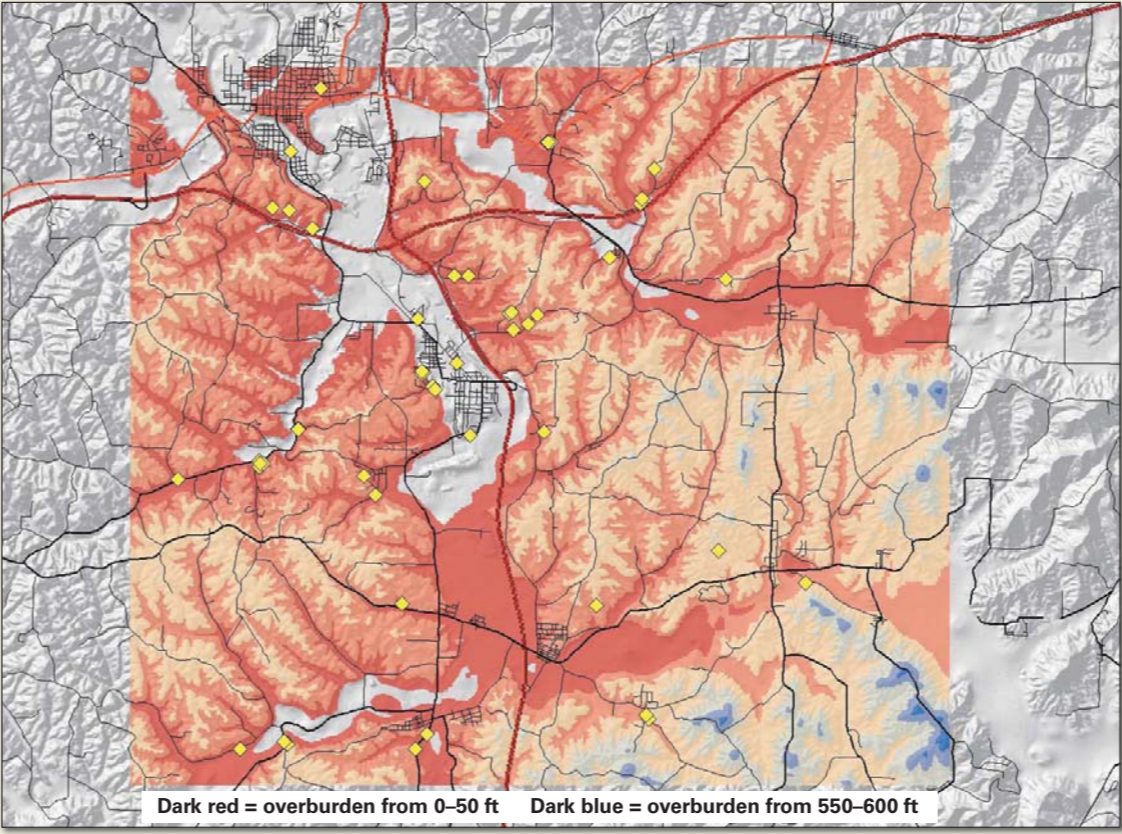 Dark red = overburden from 0–50 ft Dark blue = overburden from 550–600 ft